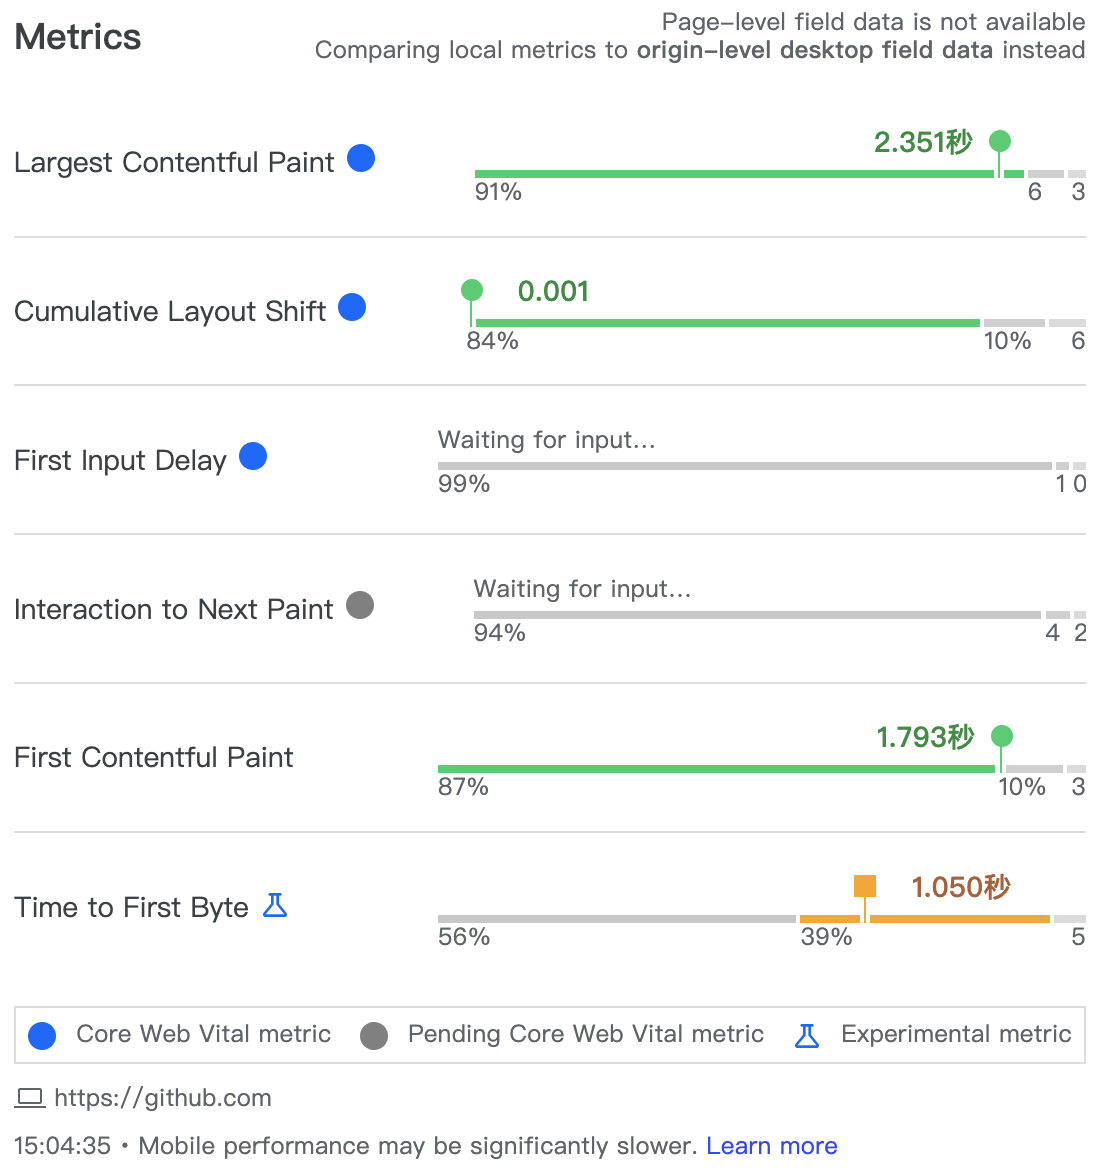 Metrics
Page-level field data is not available
Comparing local metrics to origin-level desktop field data instead
Largest Contentful Paint
2.351秒
91% 6 3
Cumulative Layout Shift
0.001
84% 10% 6
First Input Delay
Waiting for input...
99% 1 0
Interaction to Next Paint
Waiting for input...
94% 4 2
First Contentful Paint
1.793秒
87% 10% 3
Time to First Byte
1.050秒
56% 39% 5
Core Web Vital metric Pending Core Web Vital metric Experimental metric
https://github.com
15:04:35 • Mobile performance may be significantly slower. Learn more